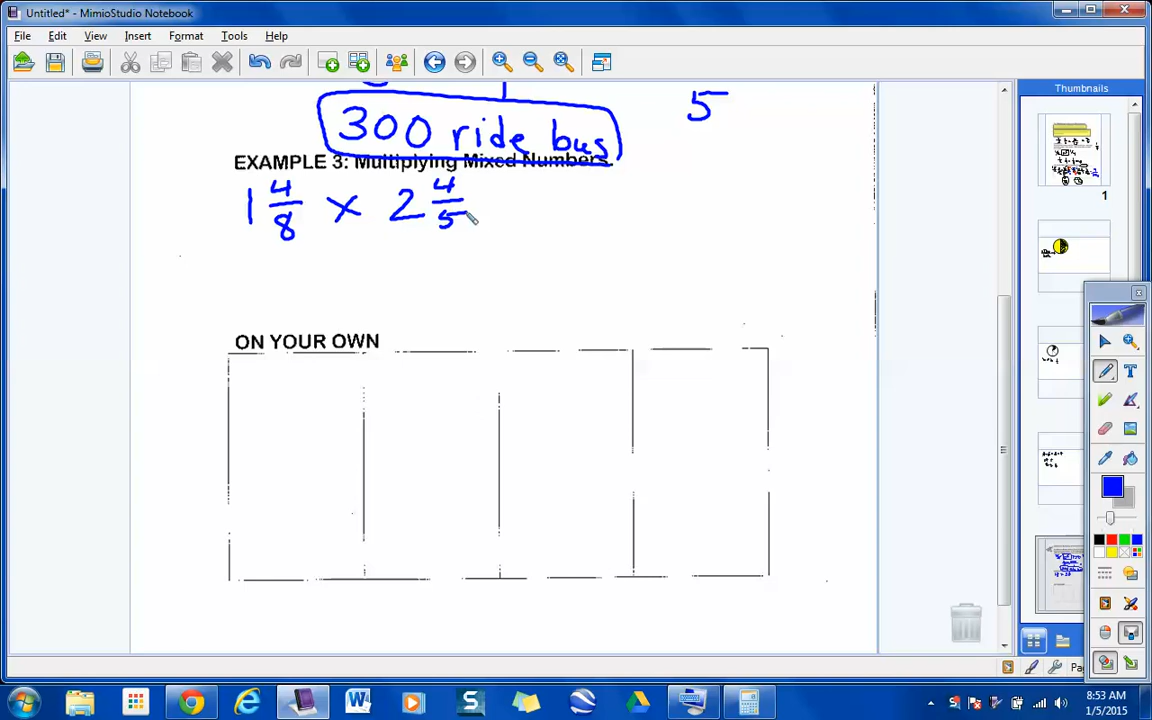 Untitled* - MimioStudio Notebook
File Edit View Insert Format Tools Help
Thumbnails
5
300 ride bus
EXAMPLE 3: Multiplying Mixed Numbers.
1 4/8 x 2 4/5
ON YOUR OWN
1
8:53 AM
1/5/2015